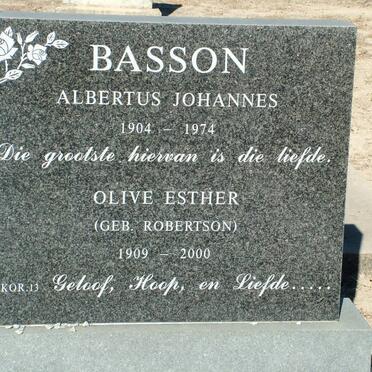 BASSON
ALBERTUS JOHANNES
1904 – 1974
Die grootste hiervan is die liefde.
OLIVE ESTHER
(GEB. ROBERTSON)
1909 – 2000
KOR:13 Geloof, Hoop, en Liefde.....